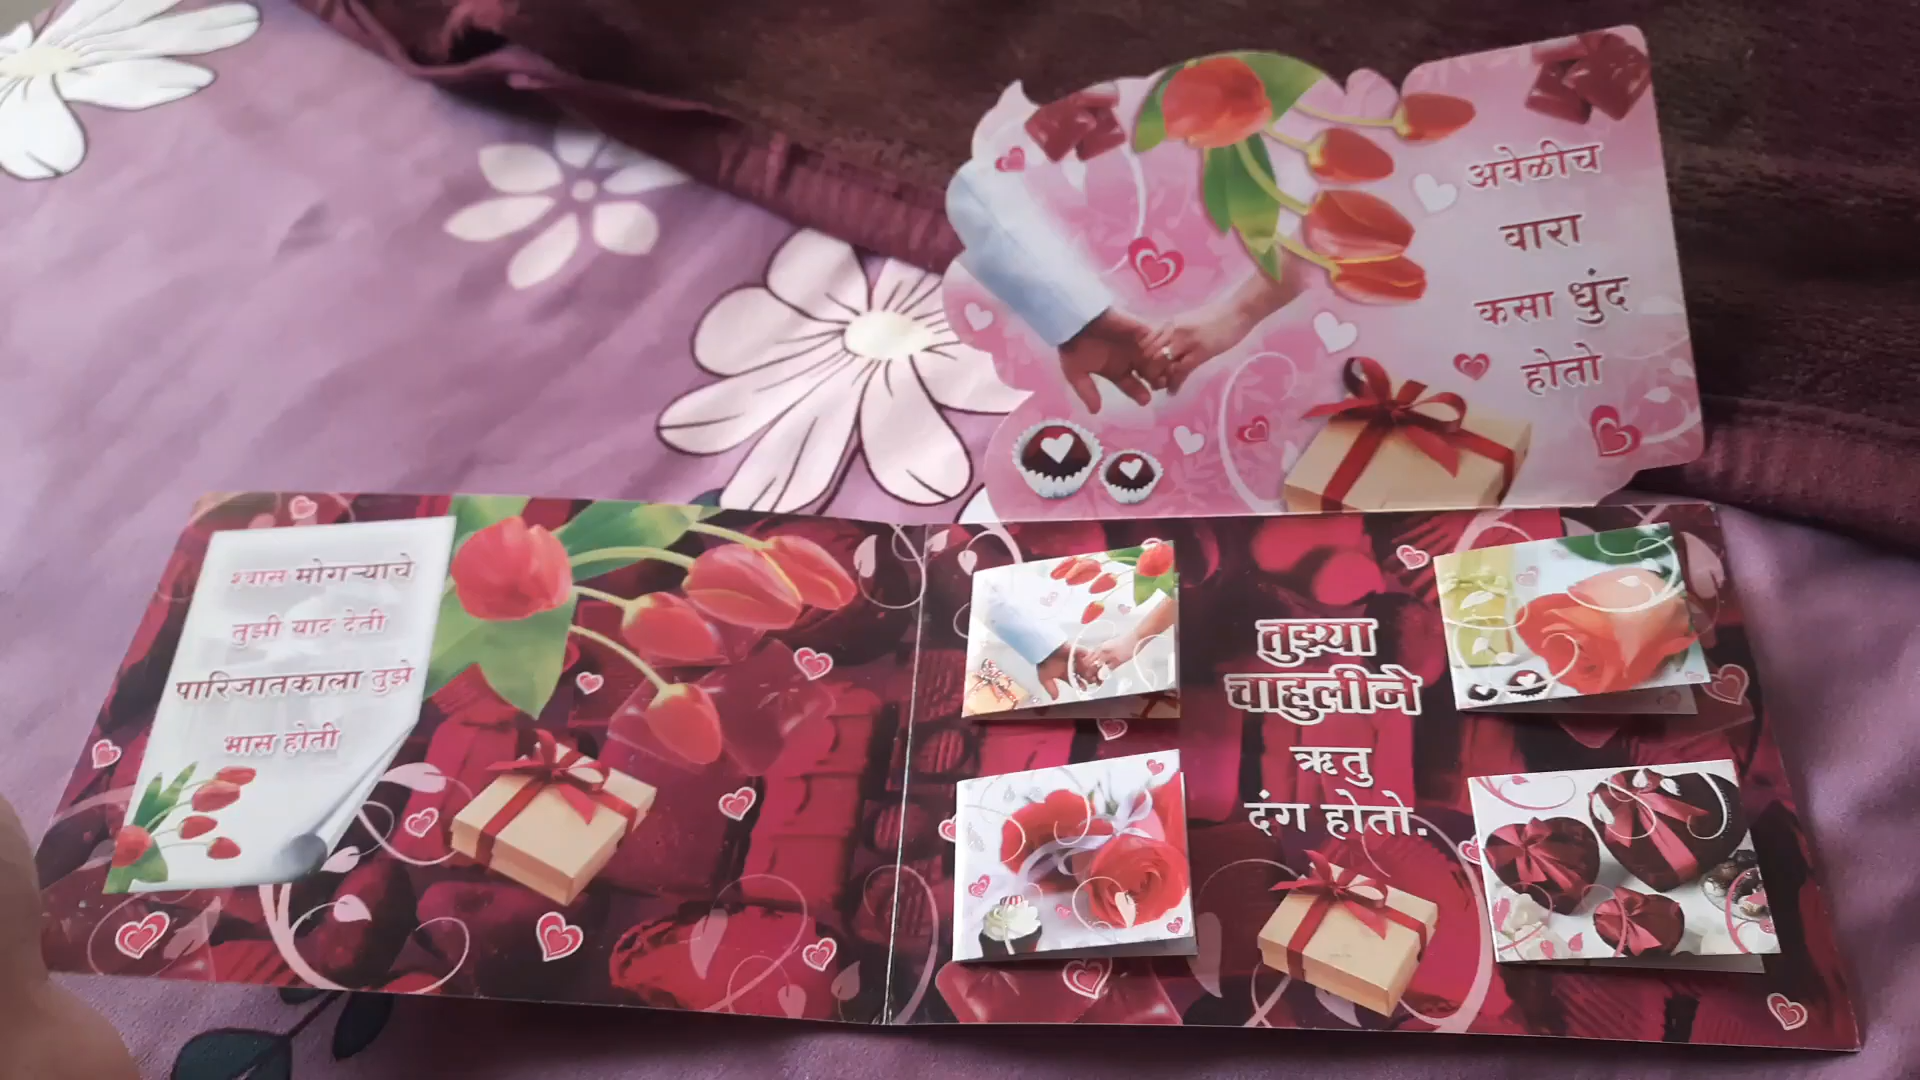 अवेळीच
वारा
कसा धुंद
होतो
श्वास मोगऱ्याचे
तुझी याद देती
पारिजातकाला तुझे
भास होती
तुझ्या
चाहुलीने
ऋतु
दंग होतो.